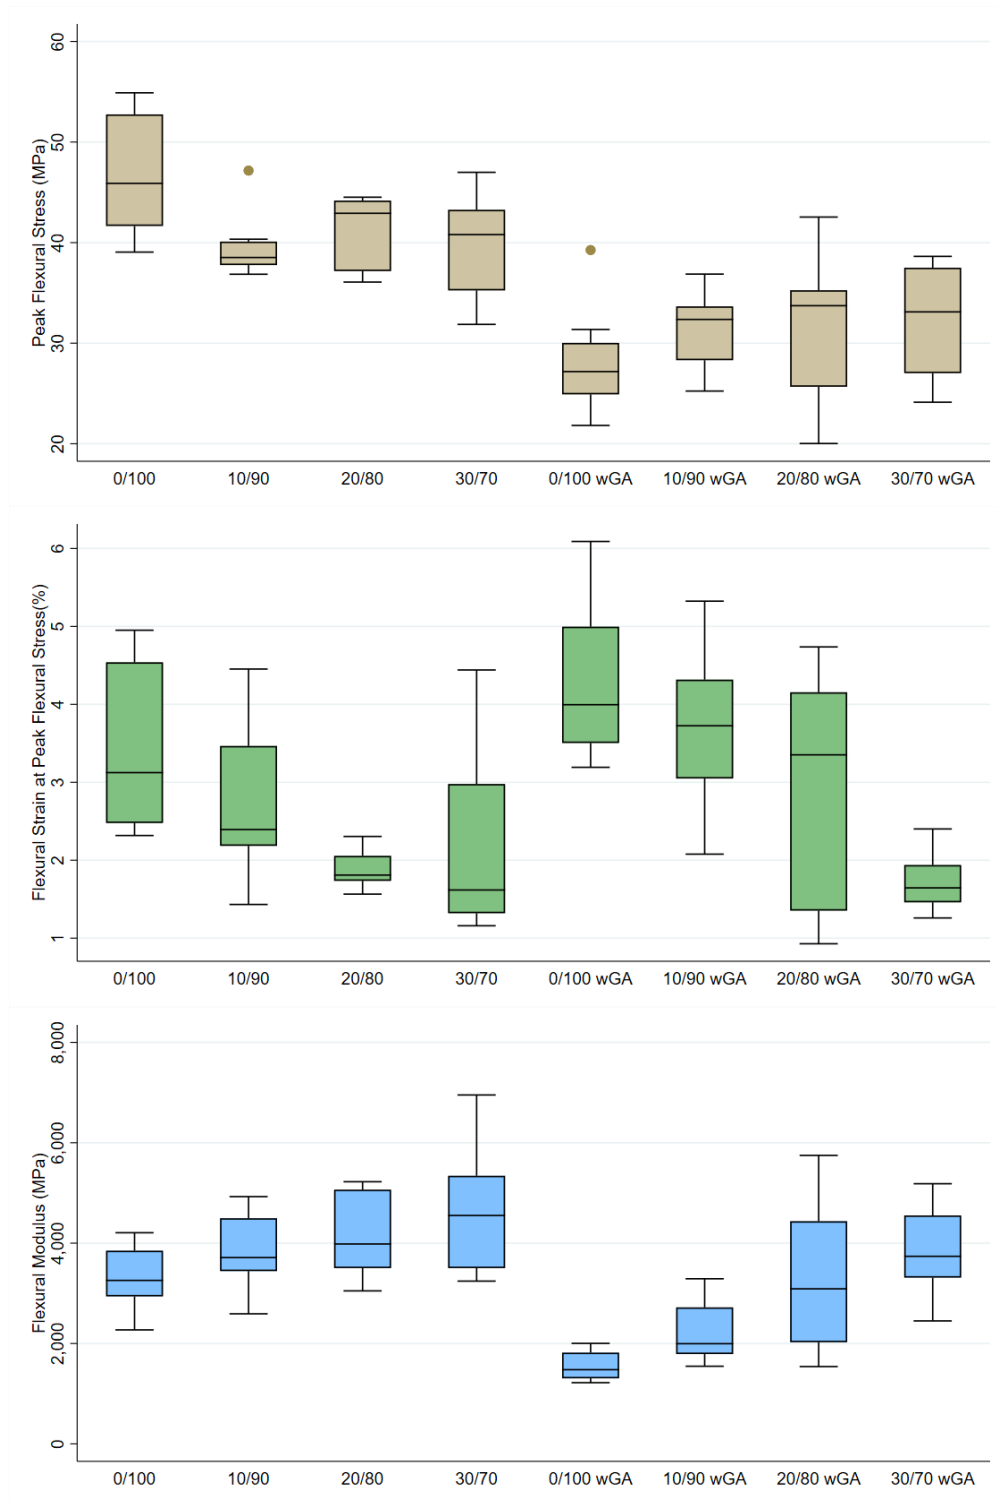 Peak Flexural Stress (MPa)
60
50
40
30
20
0/100 10/90 20/80 30/70 0/100 wGA 10/90 wGA 20/80 wGA 30/70 wGA
Flexural Strain at Peak Flexural Stress(%)
6
5
4
3
2
1
0/100 10/90 20/80 30/70 0/100 wGA 10/90 wGA 20/80 wGA 30/70 wGA
Flexural Modulus (MPa)
8,000
6,000
4,000
2,000
0
0/100 10/90 20/80 30/70 0/100 wGA 10/90 wGA 20/80 wGA 30/70 wGA